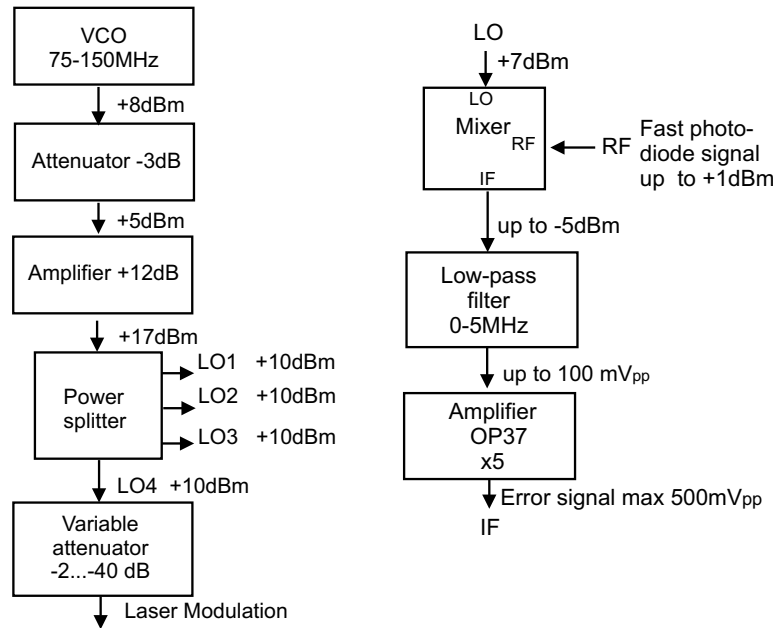 VCO
75-150MHz
+8dBm
Attenuator -3dB
+5dBm
Amplifier +12dB
+17dBm
Power
splitter
LO1 +10dBm
LO2 +10dBm
LO3 +10dBm
LO4 +10dBm
Variable
attenuator
-2...-40 dB
Laser Modulation
LO
+7dBm
LO
Mixer
RF
IF
RF
Fast photo-
diode signal
up to +1dBm
up to -5dBm
Low-pass
filter
0-5MHz
up to 100 mVpp
Amplifier
OP37
x5
Error signal max 500mVpp
IF